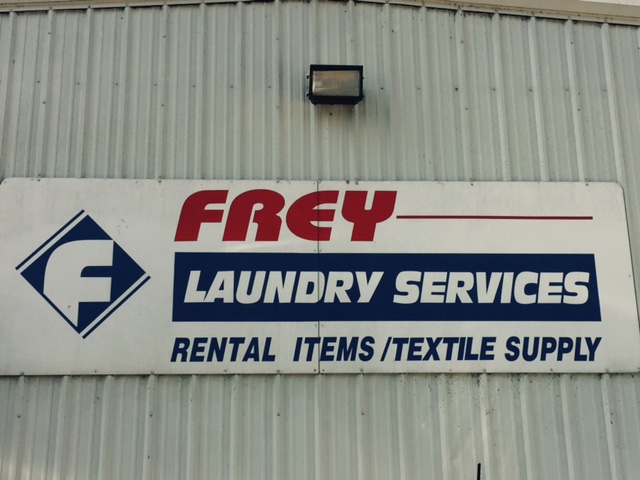 F
FREY
LAUNDRY SERVICES
RENTAL ITEMS/TEXTILE SUPPLY